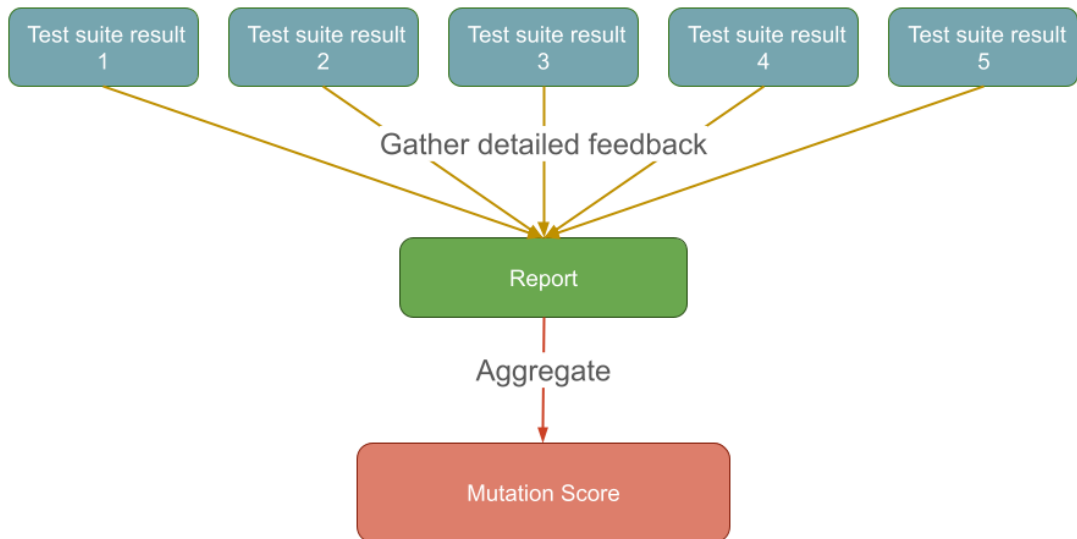 Test suite result
1
Test suite result
2
Test suite result
3
Test suite result
4
Test suite result
5
Gather detailed feedback
Report
Aggregate
Mutation Score